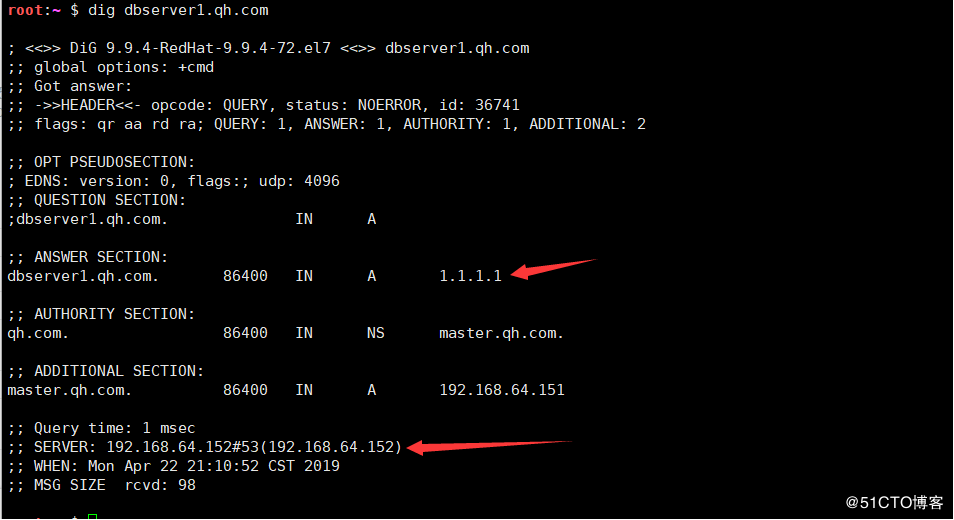 root:~ $ dig dbserver1.qh.com
; <<>> DiG 9.9.4-RedHat-9.9.4-72.el7 <<>> dbserver1.qh.com
;; global options: +cmd
;; Got answer:
;; ->>HEADER<<- opcode: QUERY, status: NOERROR, id: 36741
;; flags: qr aa rd ra; QUERY: 1, ANSWER: 1, AUTHORITY: 1, ADDITIONAL: 2
;; OPT PSEUDOSECTION:
; EDNS: version: 0, flags:; udp: 4096
;; QUESTION SECTION:
;dbserver1.qh.com. IN A
;; ANSWER SECTION:
dbserver1.qh.com. 86400 IN A 1.1.1.1
;; AUTHORITY SECTION:
qh.com. 86400 IN NS master.qh.com.
;; ADDITIONAL SECTION:
master.qh.com. 86400 IN A 192.168.64.151
;; Query time: 1 msec
;; SERVER: 192.168.64.152#53(192.168.64.152)
;; WHEN: Mon Apr 22 21:10:52 CST 2019
;; MSG SIZE rcvd: 98
@51CTO博客